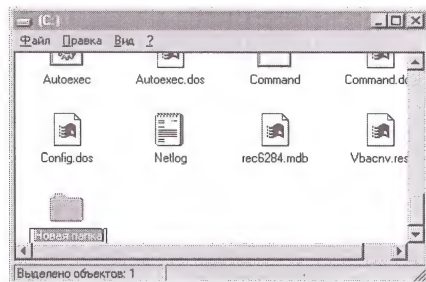 (C:)
Файл Правка Вид ?
Autoexec Autoexec.dos Command Command.do
Config.dos Netlog rec6284.mdb Vbacnv.res
Новая папка
Выделено объектов: 1